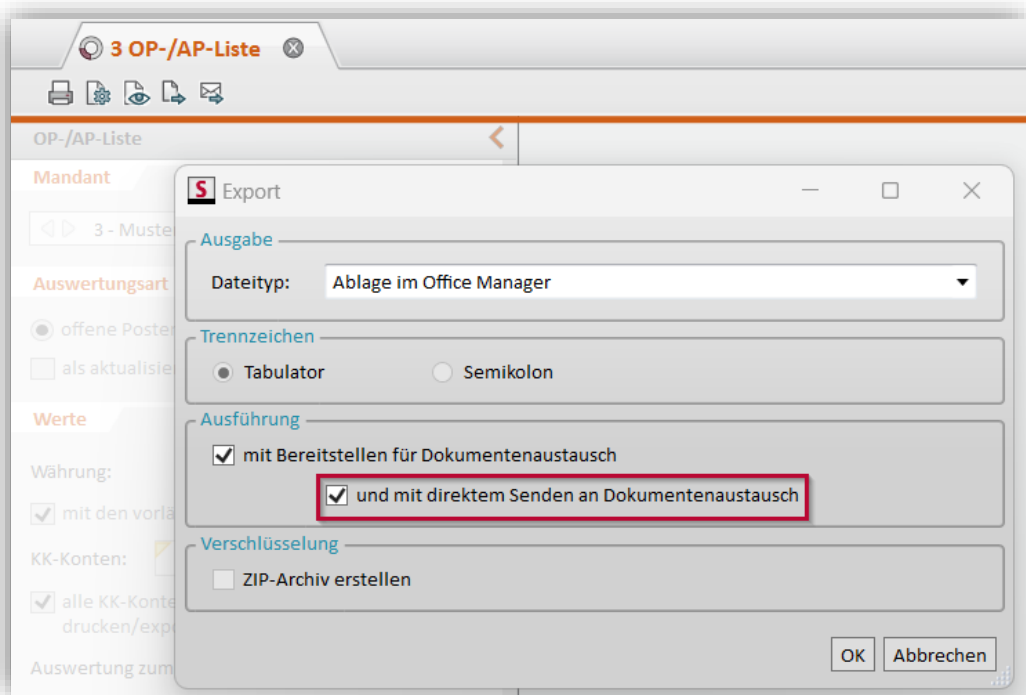 3 OP-/AP-Liste
OP-/AP-Liste
Mandant
3 - Muste
Auswertungsart
offene Poste
als aktualisie
Werte
Währung:
mit den vorlä
KK-Konten:
alle KK-Konte
drucken/exp
Auswertung zum
S Export
Ausgabe
Dateityp: Ablage im Office Manager
Trennzeichen
Tabulator Semikolon
Ausführung
mit Bereitstellen für Dokumentenaustausch
und mit direktem Senden an Dokumentenaustausch
Verschlüsselung
ZIP-Archiv erstellen
OK Abbrechen